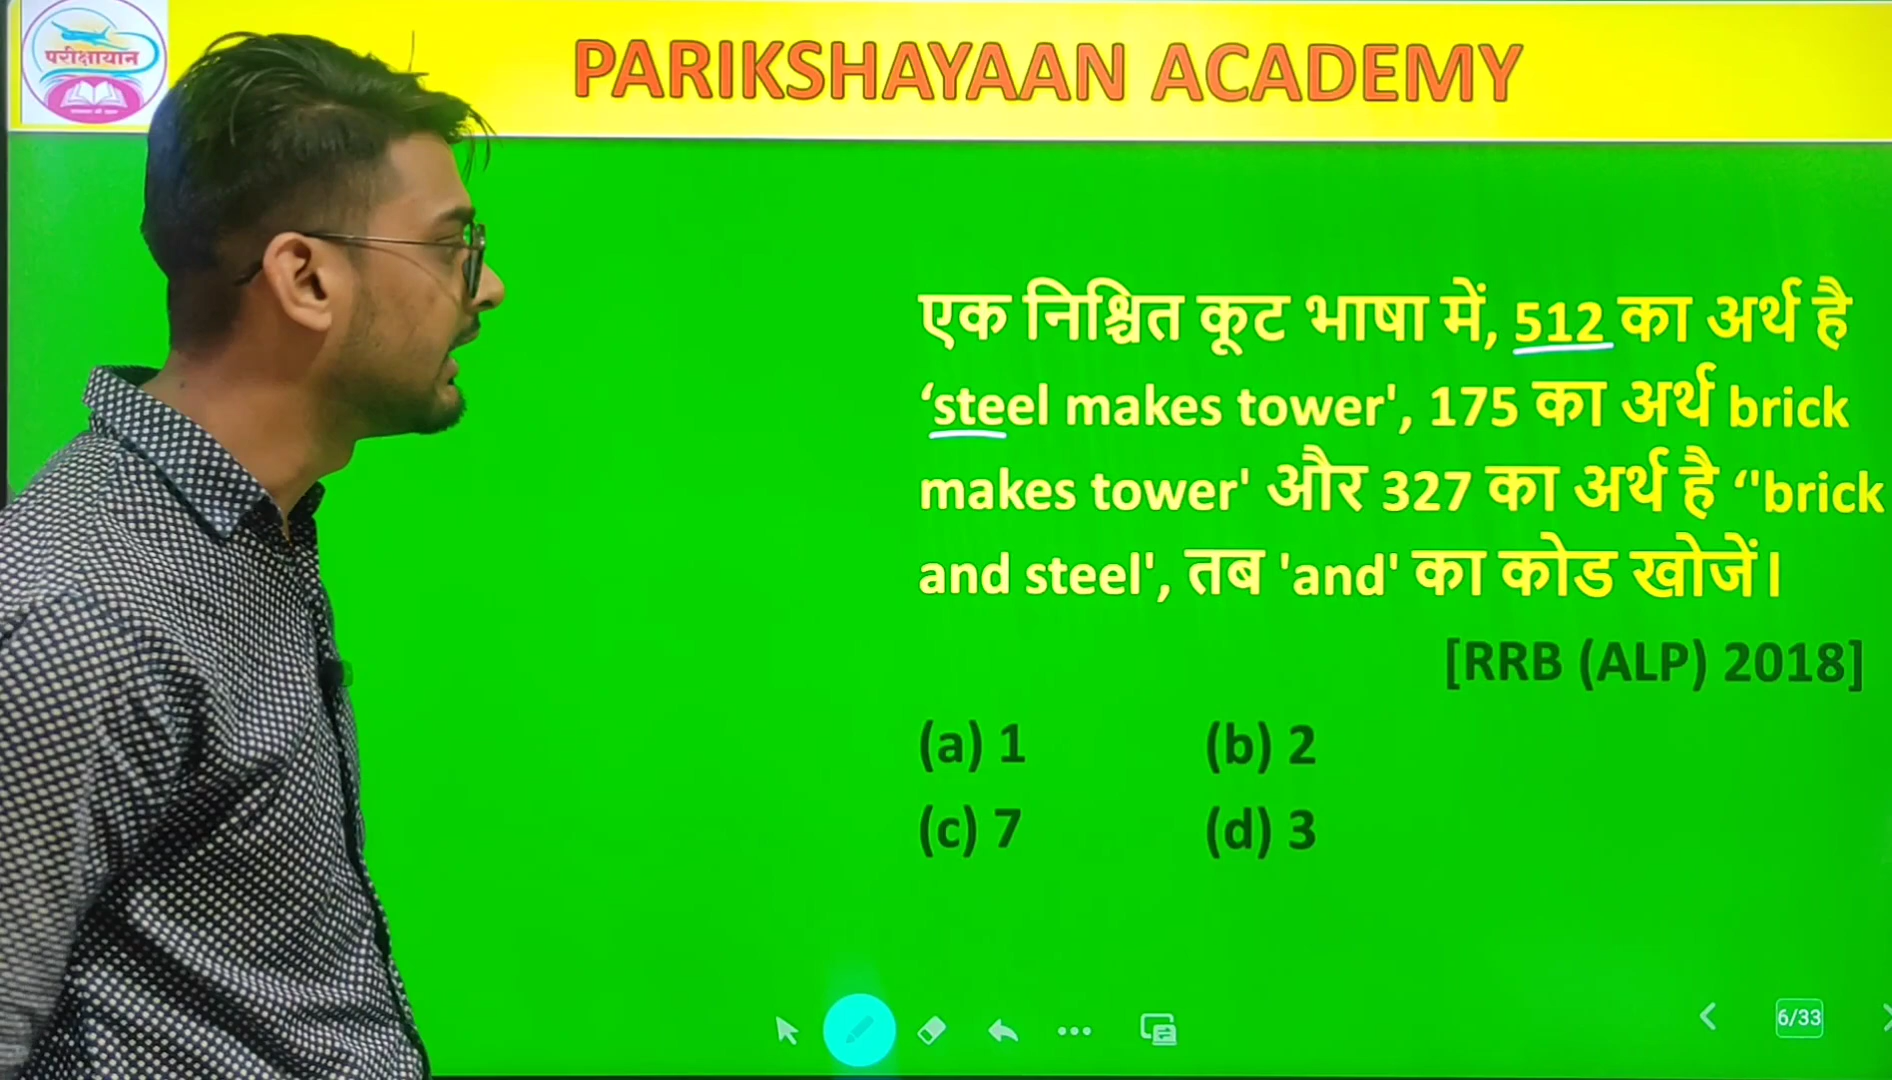 परीक्षायान
PARIKSHAYAAN ACADEMY
एक निश्चित कूट भाषा में, 512 का अर्थ है
‘steel makes tower', 175 का अर्थ brick
makes tower' और 327 का अर्थ है “'brick
and steel', तब 'and' का कोड खोजें।
[RRB (ALP) 2018]
(a) 1 (b) 2
(c) 7 (d) 3
6/33